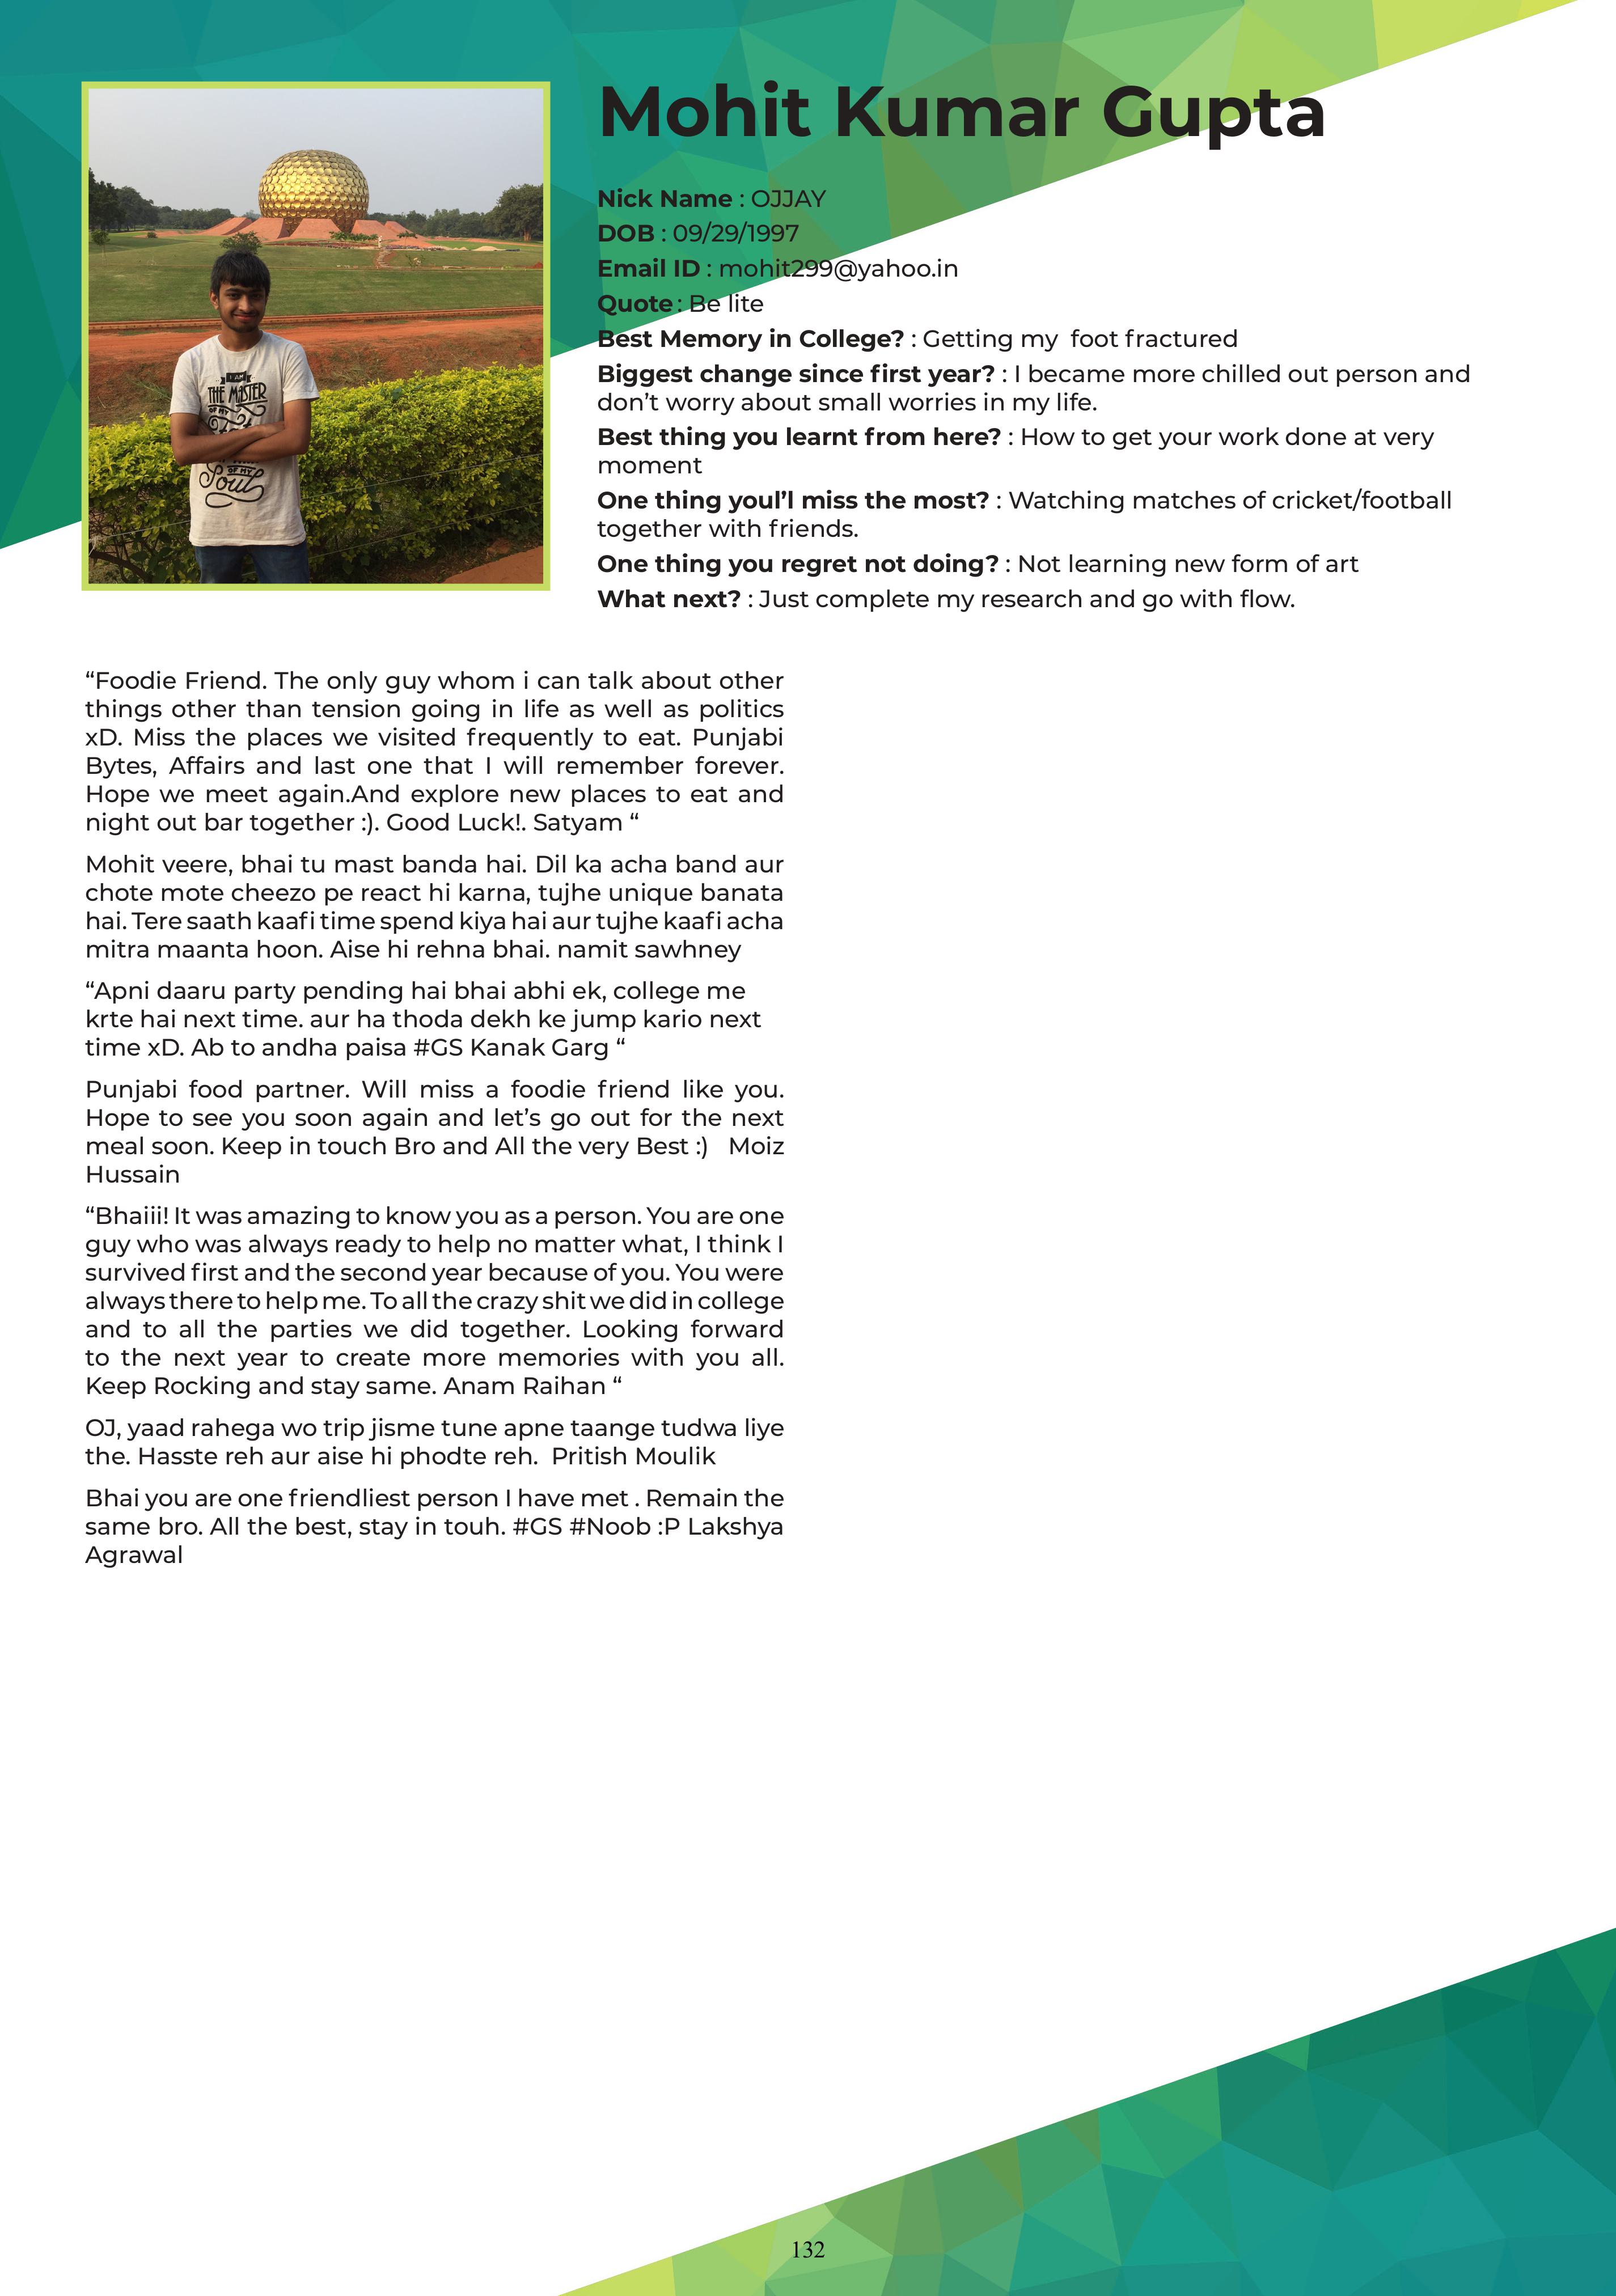 Mohit Kumar Gupta
Nick Name : OJJAY
DOB : 09/29/1997
Email ID : mohit299@yahoo.in
Quote : Be lite
Best Memory in College? : Getting my  foot fractured
Biggest change since first year? : I became more chilled out person and
don’t worry about small worries in my life.
Best thing you learnt from here? : How to get your work done at very
moment
One thing youl’l miss the most? : Watching matches of cricket/football
together with friends.
One thing you regret not doing? : Not learning new form of art
What next? : Just complete my research and go with flow.
THE MASTER
OF MY
OF MY
Soul
“Foodie Friend. The only guy whom i can talk about other
things other than tension going in life as well as politics
xD. Miss the places we visited frequently to eat. Punjabi
Bytes, Affairs and last one that I will remember forever.
Hope we meet again.And explore new places to eat and
night out bar together :). Good Luck!. Satyam “
Mohit veere, bhai tu mast banda hai. Dil ka acha band aur
chote mote cheezo pe react hi karna, tujhe unique banata
hai. Tere saath kaafi time spend kiya hai aur tujhe kaafi acha
mitra maanta hoon. Aise hi rehna bhai. namit sawhney
“Apni daaru party pending hai bhai abhi ek, college me
krte hai next time. aur ha thoda dekh ke jump kario next
time xD. Ab to andha paisa #GS Kanak Garg “
Punjabi food partner. Will miss a foodie friend like you.
Hope to see you soon again and let’s go out for the next
meal soon. Keep in touch Bro and All the very Best :)   Moiz
Hussain
“Bhaiii! It was amazing to know you as a person. You are one
guy who was always ready to help no matter what, I think I
survived first and the second year because of you. You were
always there to help me. To all the crazy shit we did in college
and to all the parties we did together. Looking forward
to the next year to create more memories with you all.
Keep Rocking and stay same. Anam Raihan “
OJ, yaad rahega wo trip jisme tune apne taange tudwa liye
the. Hasste reh aur aise hi phodte reh.  Pritish Moulik
Bhai you are one friendliest person I have met . Remain the
same bro. All the best, stay in touh. #GS #Noob :P Lakshya
Agrawal
132